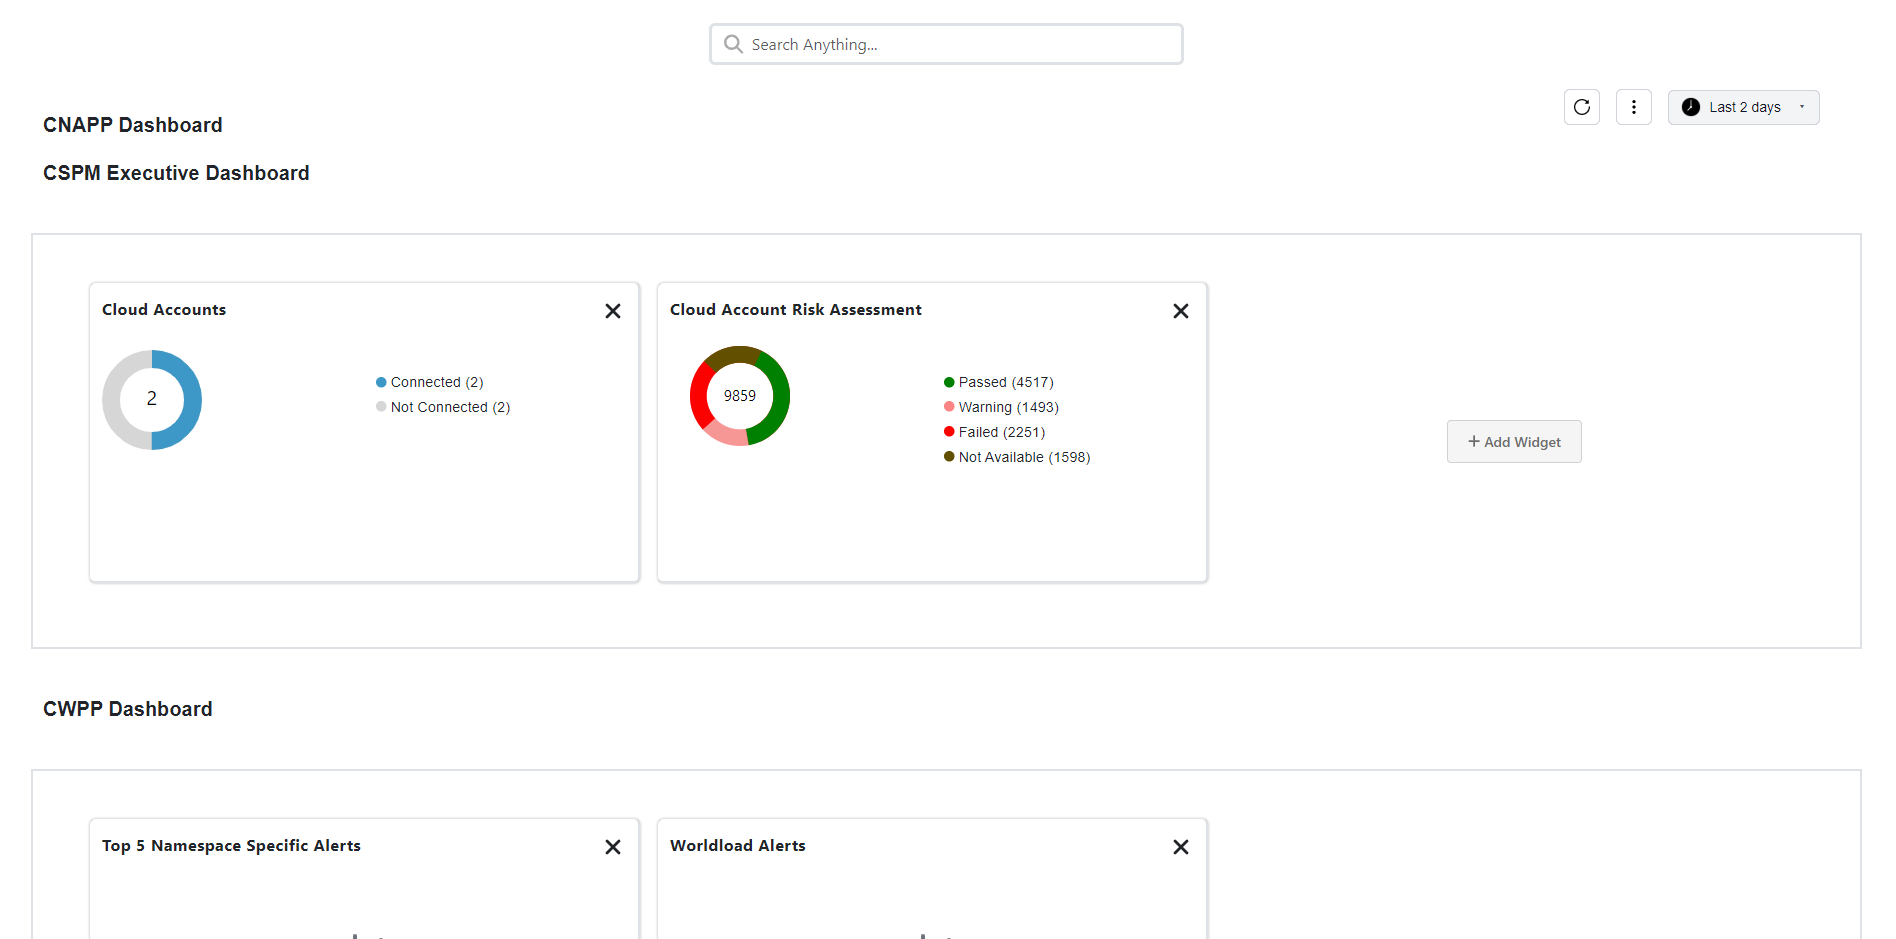 Search Anything...
Last 2 days
CNAPP Dashboard
CSPM Executive Dashboard
Cloud Accounts
2
Connected (2)
Not Connected (2)
Cloud Account Risk Assessment
9859
Passed (4517)
Warning (1493)
Failed (2251)
Not Available (1598)
+ Add Widget
CWPP Dashboard
Top 5 Namespace Specific Alerts
Worldload Alerts